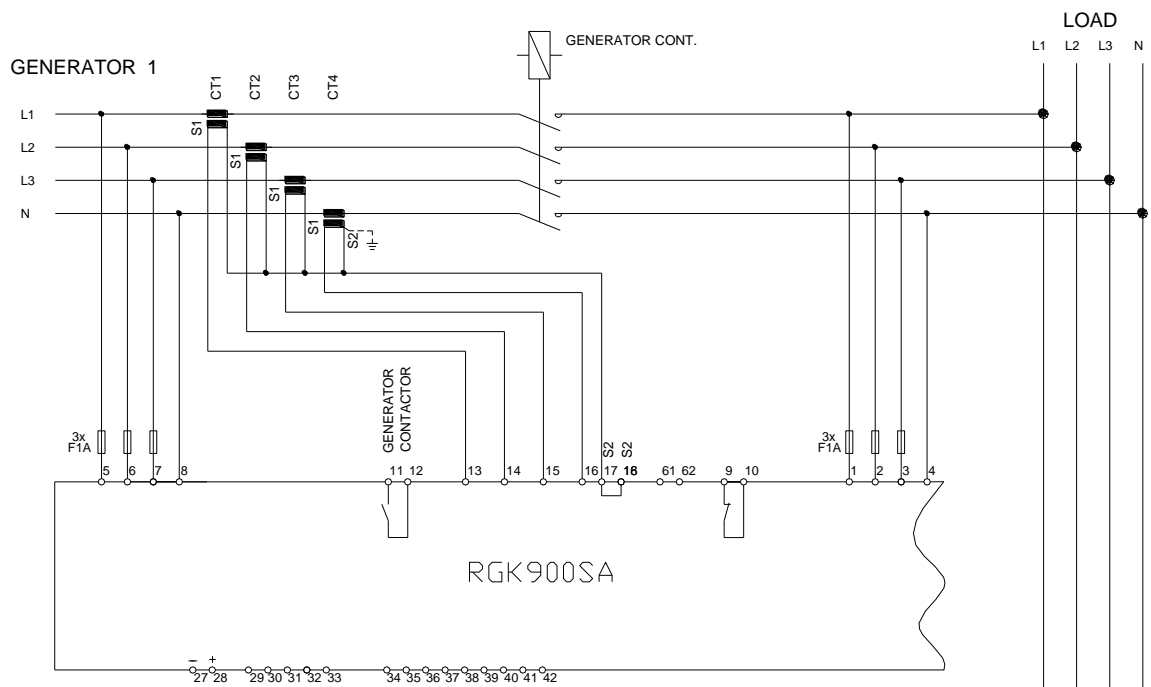 LOAD
L1 L2 L3 N
GENERATOR CONT.
GENERATOR 1
CT1 CT2 CT3 CT4
L1
L2
L3
N
S1
S1
S1
S1
S2
GENERATOR
CONTACTOR
3x
F1A
S2
S2
3x
F1A
5 6 7 8 11 12 13 14 15 16 17 18 61 62 9 10 1 2 3 4
RGK900SA
– +
27 28 29 30 31 32 33 34 35 36 37 38 39 40 41 42